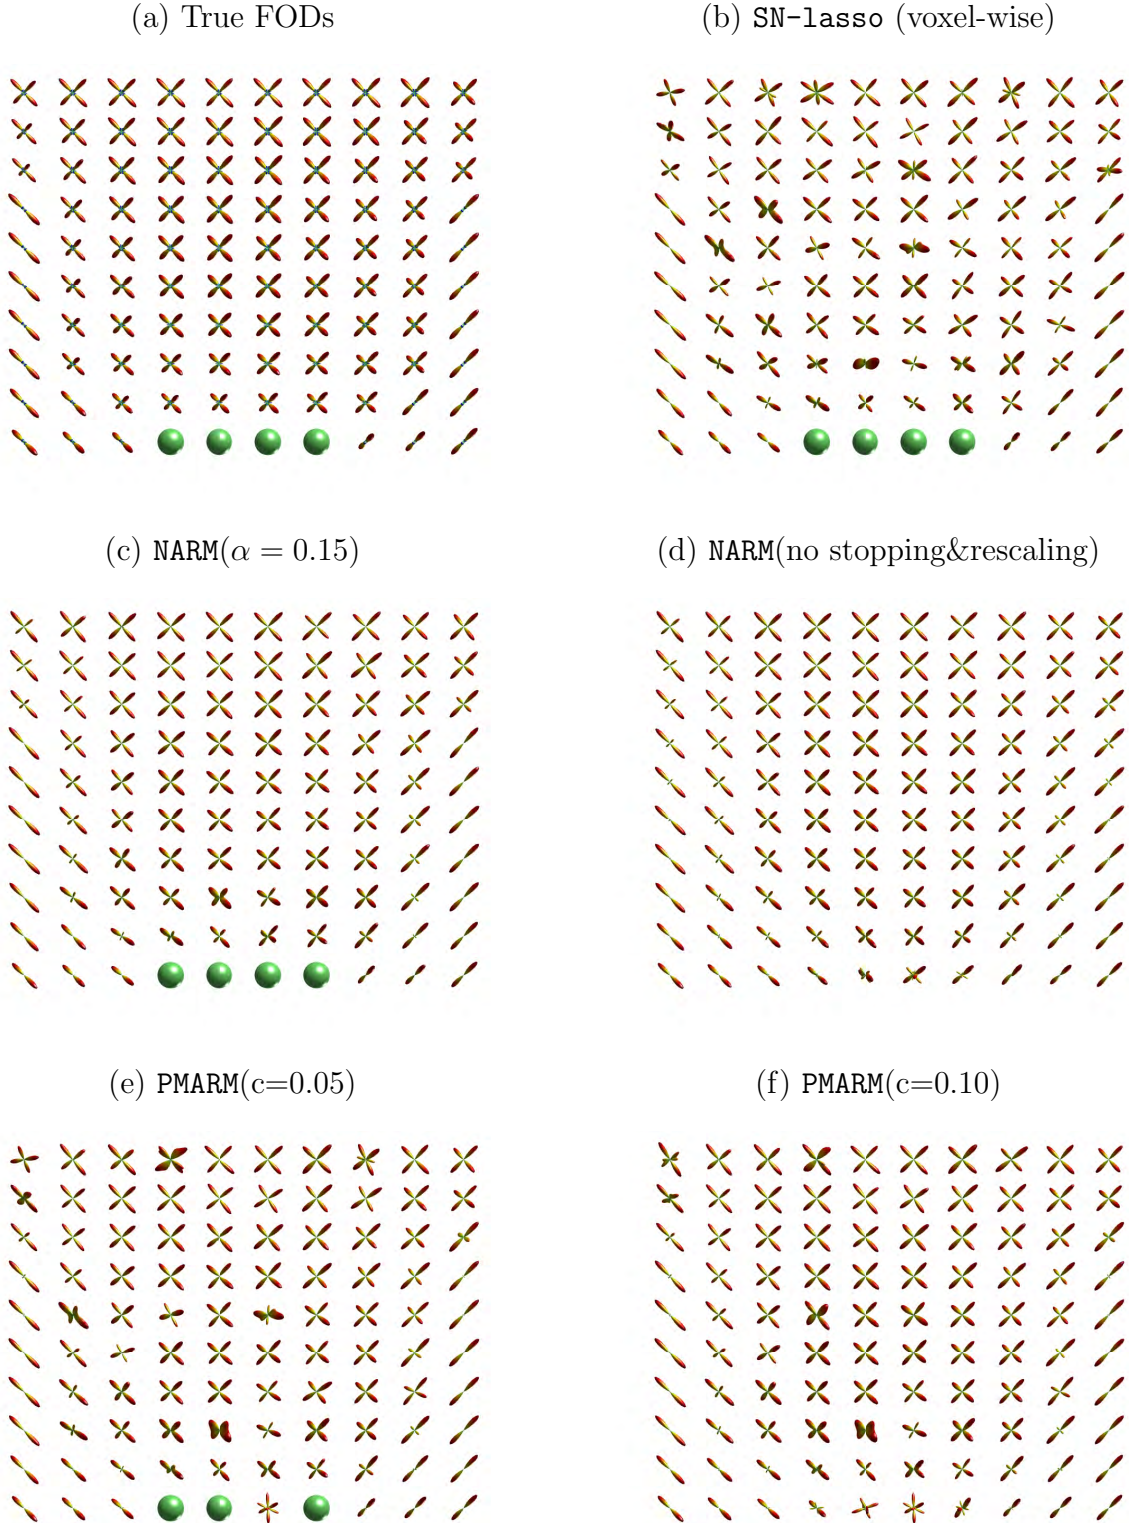 (a) True FODs
(b) SN-lasso (voxel-wise)
(c) NARM(α = 0.15)
(d) NARM(no stopping&rescaling)
(e) PMARM(c=0.05)
(f) PMARM(c=0.10)